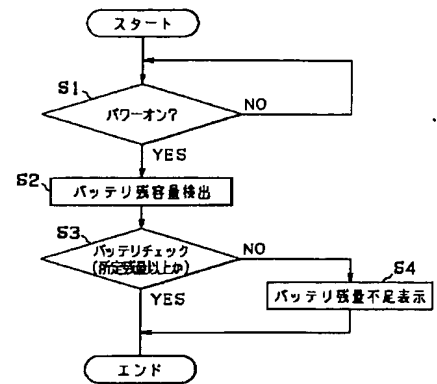 スタート
S1
パワーオン?
NO
YES
S2
バッテリ残容量検出
S3
バッテリチェック
(所定残量以上か)
NO
YES
S4
バッテリ残量不足表示
エンド